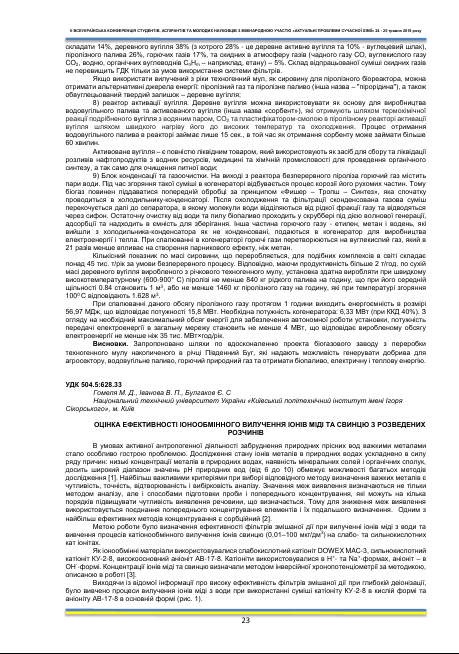 ІІ ВСЕУКРАЇНСЬКА КОНФЕРЕНЦІЯ СТУДЕНТІВ, АСПІРАНТІВ ТА МОЛОДИХ НАУКОВЦІВ З МІЖНАРОДНОЮ УЧАСТЮ «АКТУАЛЬНІ ПРОБЛЕМИ СУЧАСНОЇ ХІМІЇ» 24 - 25 травня 2018 року
складати 14%, деревного вугілля 38% (з котрого 28% - це деревне активне вугілля та 10% - вуглецевий шлак),
піролізного палива 26%, горючих газів 17%, та скидних в атмосферу газів (чадного газу СО, вуглекислого газу
CO₂, водню, органічних вуглеводнів CₙHₘ – наприклад, етану) – 5%. Склад відпрацьованої суміші скидних газів
не перевищить ГДК тільки за умов використання системи фільтрів.
Якщо використати вилучений з ріки техногенний мул, як сировину для піролізного біореактора, можна
отримати альтернативні джерела енергії: піролізний газ та піролізне паливо (інша назва – "пірорідина"), а також
обвуглецьований твердий залишок – деревне вугілля;
8) реактор активації вугілля. Деревне вугілля можна використати як основу для виробництва
водовугільного палива та активованого вугілля (інша назва «сорбент»), які отримують шляхом термохімічної
реакції подрібненого вугілля з водяним паром, CO₂ та пластифікатором-смолою в піролізному реакторі активації
вугілля шляхом швидкого нагріву його до високих температур та охолодження. Процес отримання
водовугільного палива в реакторі займає лише 15 сек., в той час як отримання сорбенту може займати більше
60 хвилин.
Активоване вугілля – є повністю ліквідним товаром, який використовують як засіб для збору та ліквідації
розливів нафтопродуктів з водних ресурсів, медицині та хімічній промисловості для проведення органічного
синтезу, а так само для очищення питної води;
9) Блок конденсації та газоочистки. На виході з реактора безперервного піроліза горючий газ містить
пари води. Під час згорання такої суміші в когенераторі відбувається процес корозії його рухомих частин. Тому
біогаз повинен піддаватися попередній обробці за принципом «Фишер – Тропш – Синтез», яка спочатку
проводиться в холодильнику-конденсаторі. Після охолодження та фільтрації сконденсована газова суміш
перекочується далі до сепаратора, в якому молекули води відділяються від рідкої фракції газу та відводяться
через сифон. Остаточну очистку від води та пилу біопаливо проходить у скруббері під дією волнової генерації,
адсорбції та надходить в ємність для зберігання. Інша частина горючого газу - етилен, метан і водень, які
вийшли з холодильника-конденсатора як не конденсовані, подаються в когенератор для виробництва
електроенергії і тепла. При спалюванні в когенераторі горючі гази перетворюються на вуглекислий газ, який в
21 разів менше впливає на створення парникового ефекту, ніж метан.
Кількісний показник по масі сировини, що переробляється, для подібних комплексів в світі складає
понад 45 тис. т/рік за умови безперервного процесу. Відповідно, маючи продуктивність більше 2 т/год. по сухій
масі деревного вугілля виробленого з річкового техногенного мулу, установка здатна виробляти при швидкому
високотемпературному (600-900° С) піролізі не менше 840 кг рідкого палива на годину, що при його середній
щільності 0.84 становить 1 м³, або не менше 1460 кг піролізного газу на годину, які при температурі згоряння
100⁰ С відповідають 1.628 м³.
При спалюванні даного обсягу піролізного газу протягом 1 години виходить енергоємність в розмірі
56,97 МДж, що відповідає потужності 15,8 МВт. Необхідна потужність когенератора: 6,33 МВт (при ККД 40%). З
огляду на необхідний максимальний обсяг енергії для забезпечення автономної роботи установки, потужність
передачі електроенергії в загальну мережу становить не менше 4 МВт, що відповідає виробленому обсягу
електроенергії не менше ніж 35 тис. МВт×год/рік.
Висновки. Запропоновано шляхи по вдосконаленню проекта біогазового заводу з переробки
техногенного мулу накопиченого в річці Південний Буг, які надають можливість генерувати добрива для
агросектору, водовугільне паливо, горючий природний газ та отримати біопаливо, електричну і теплову енергію.
УДК 504.5:628.33
Гомеля М. Д., Іванова В. П., Булгаков Є. С
Національний технічний університет України «Київський політехнічний інститут імені Ігоря
Сікорського», м. Київ
ОЦІНКА ЕФЕКТИВНОСТІ ІОНООБМІННОГО ВИЛУЧЕННЯ ІОНІВ МІДІ ТА СВИНЦЮ З РОЗВЕДЕНИХ
РОЗЧИНІВ
В умовах активної антропогенної діяльності забруднення природних прісних вод важкими металами
стало особливо гострою проблемою. Дослідження стану іонів металів в природних водах ускладнено в силу
ряду причин: низькі концентрації металів в природних водах, наявність мінеральних солей і органічних сполук,
досить широкий діапазон значень рН природних вод (від 6 до 10) обмежує можливості багатьох методів
дослідження [1]. Найбільш важливими критеріями при виборі відповідного методу визначення важких металів є
чутливість, точність, відтворюваність і вибірковість аналізу. Значення меж виявлення визначаються не тільки
методом аналізу, але і способами підготовки проби і попереднього концентрування, які можуть на кілька
порядків підвищувати чутливість виявлення речовини, що визначається. Тому для зниження меж виявлення
використовується поєднання попереднього концентрування елементів і їх подальшого визначення. Одним з
найбільш ефективних методів концентрування є сорбційний [2].
Метою роботи було визначення ефективності фільтрів змішаної дії при вилученні іонів міді з води та
вивчення процесів катіонообмінного вилучення іонів свинцю (0,01–100 мкг/дм³) на слабо- та сильнокислотних
кат іонітах.
Як іонообмінні матеріали використовувалися слабокислотний катіоніт DOWEX MAC-3, сильнокислотний
катіоніт КУ-2-8, високоосновний аніоніт АВ-17-8. Катіоніти використовувалися в H⁺- та Na⁺-формах, аніоніт – в
OH⁻формі. Концентрації іонів міді та свинцю визначали методом інверсійної хронопотенціометрії за методикою,
описаною в роботі [3].
Виходячи із відомої інформації про високу ефективність фільтрів змішаної дії при глибокій деіонізації,
було вивчено процеси вилучення іонів міді з води при використанні суміші катіоніту КУ-2-8 в кислій формі та
аніоніту АВ-17-8 в основній формі (рис. 1).
23